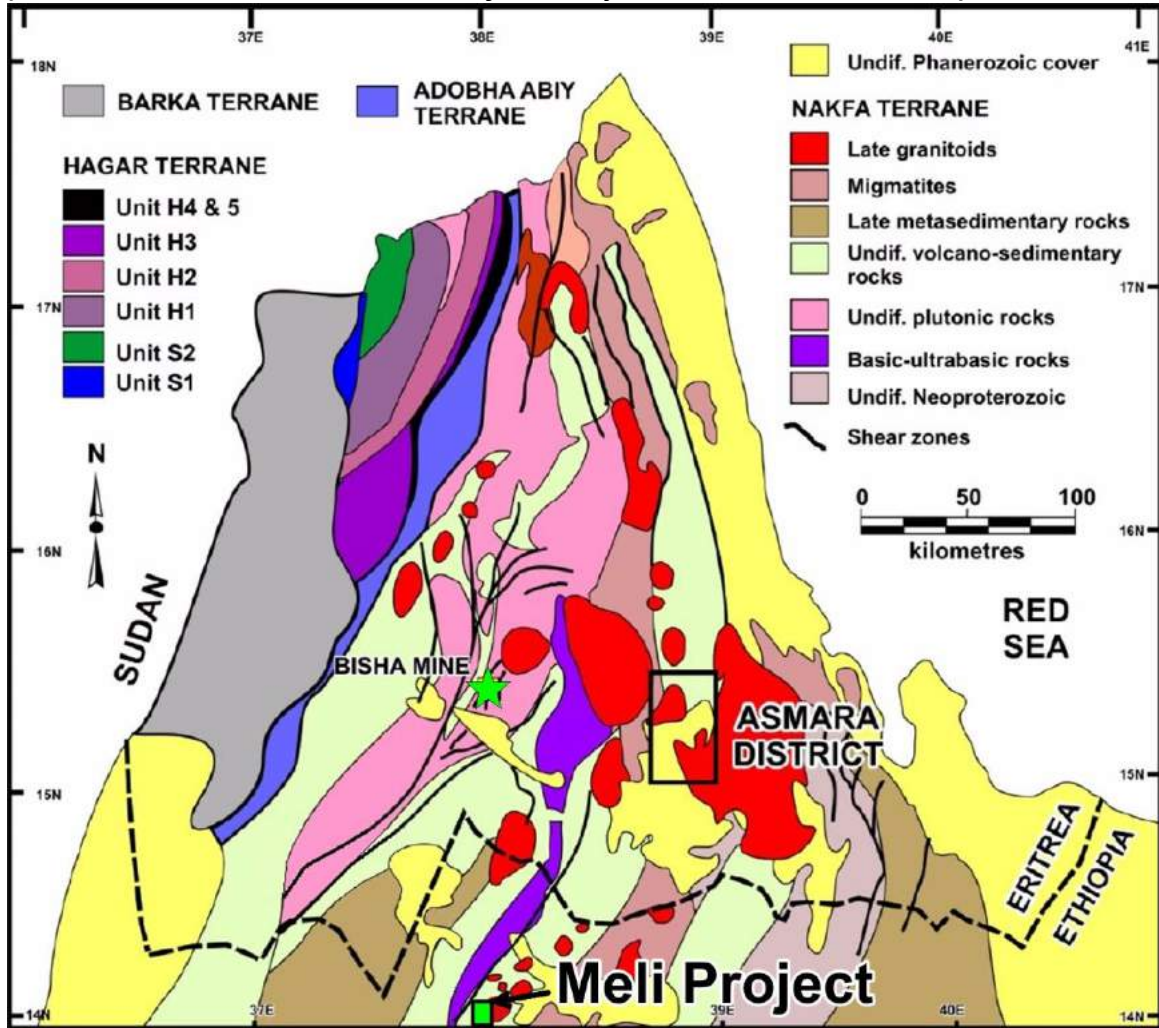 37E
38E
39E
40E
41E
18N
BARKA TERRANE
ADOBHA ABIY
TERRANE
HAGAR TERRANE
Unit H4 & 5
Unit H3
Unit H2
Unit H1
Unit S2
Unit S1
Undif. Phanerozoic cover
NAKFA TERRANE
Late granitoids
Migmatites
Late metasedimentary rocks
Undif. volcano-sedimentary
rocks
Undif. plutonic rocks
Basic-ultrabasic rocks
Undif. Neoproterozoic
Shear zones
17N
17N
N
0 50 100
kilometres
16N
16N
SUDAN
RED
SEA
BISHA MINE
ASMARA
DISTRICT
15N
15N
ERITREA
ETHIOPIA
Meli Project
14N
37E
39E
40E
14N